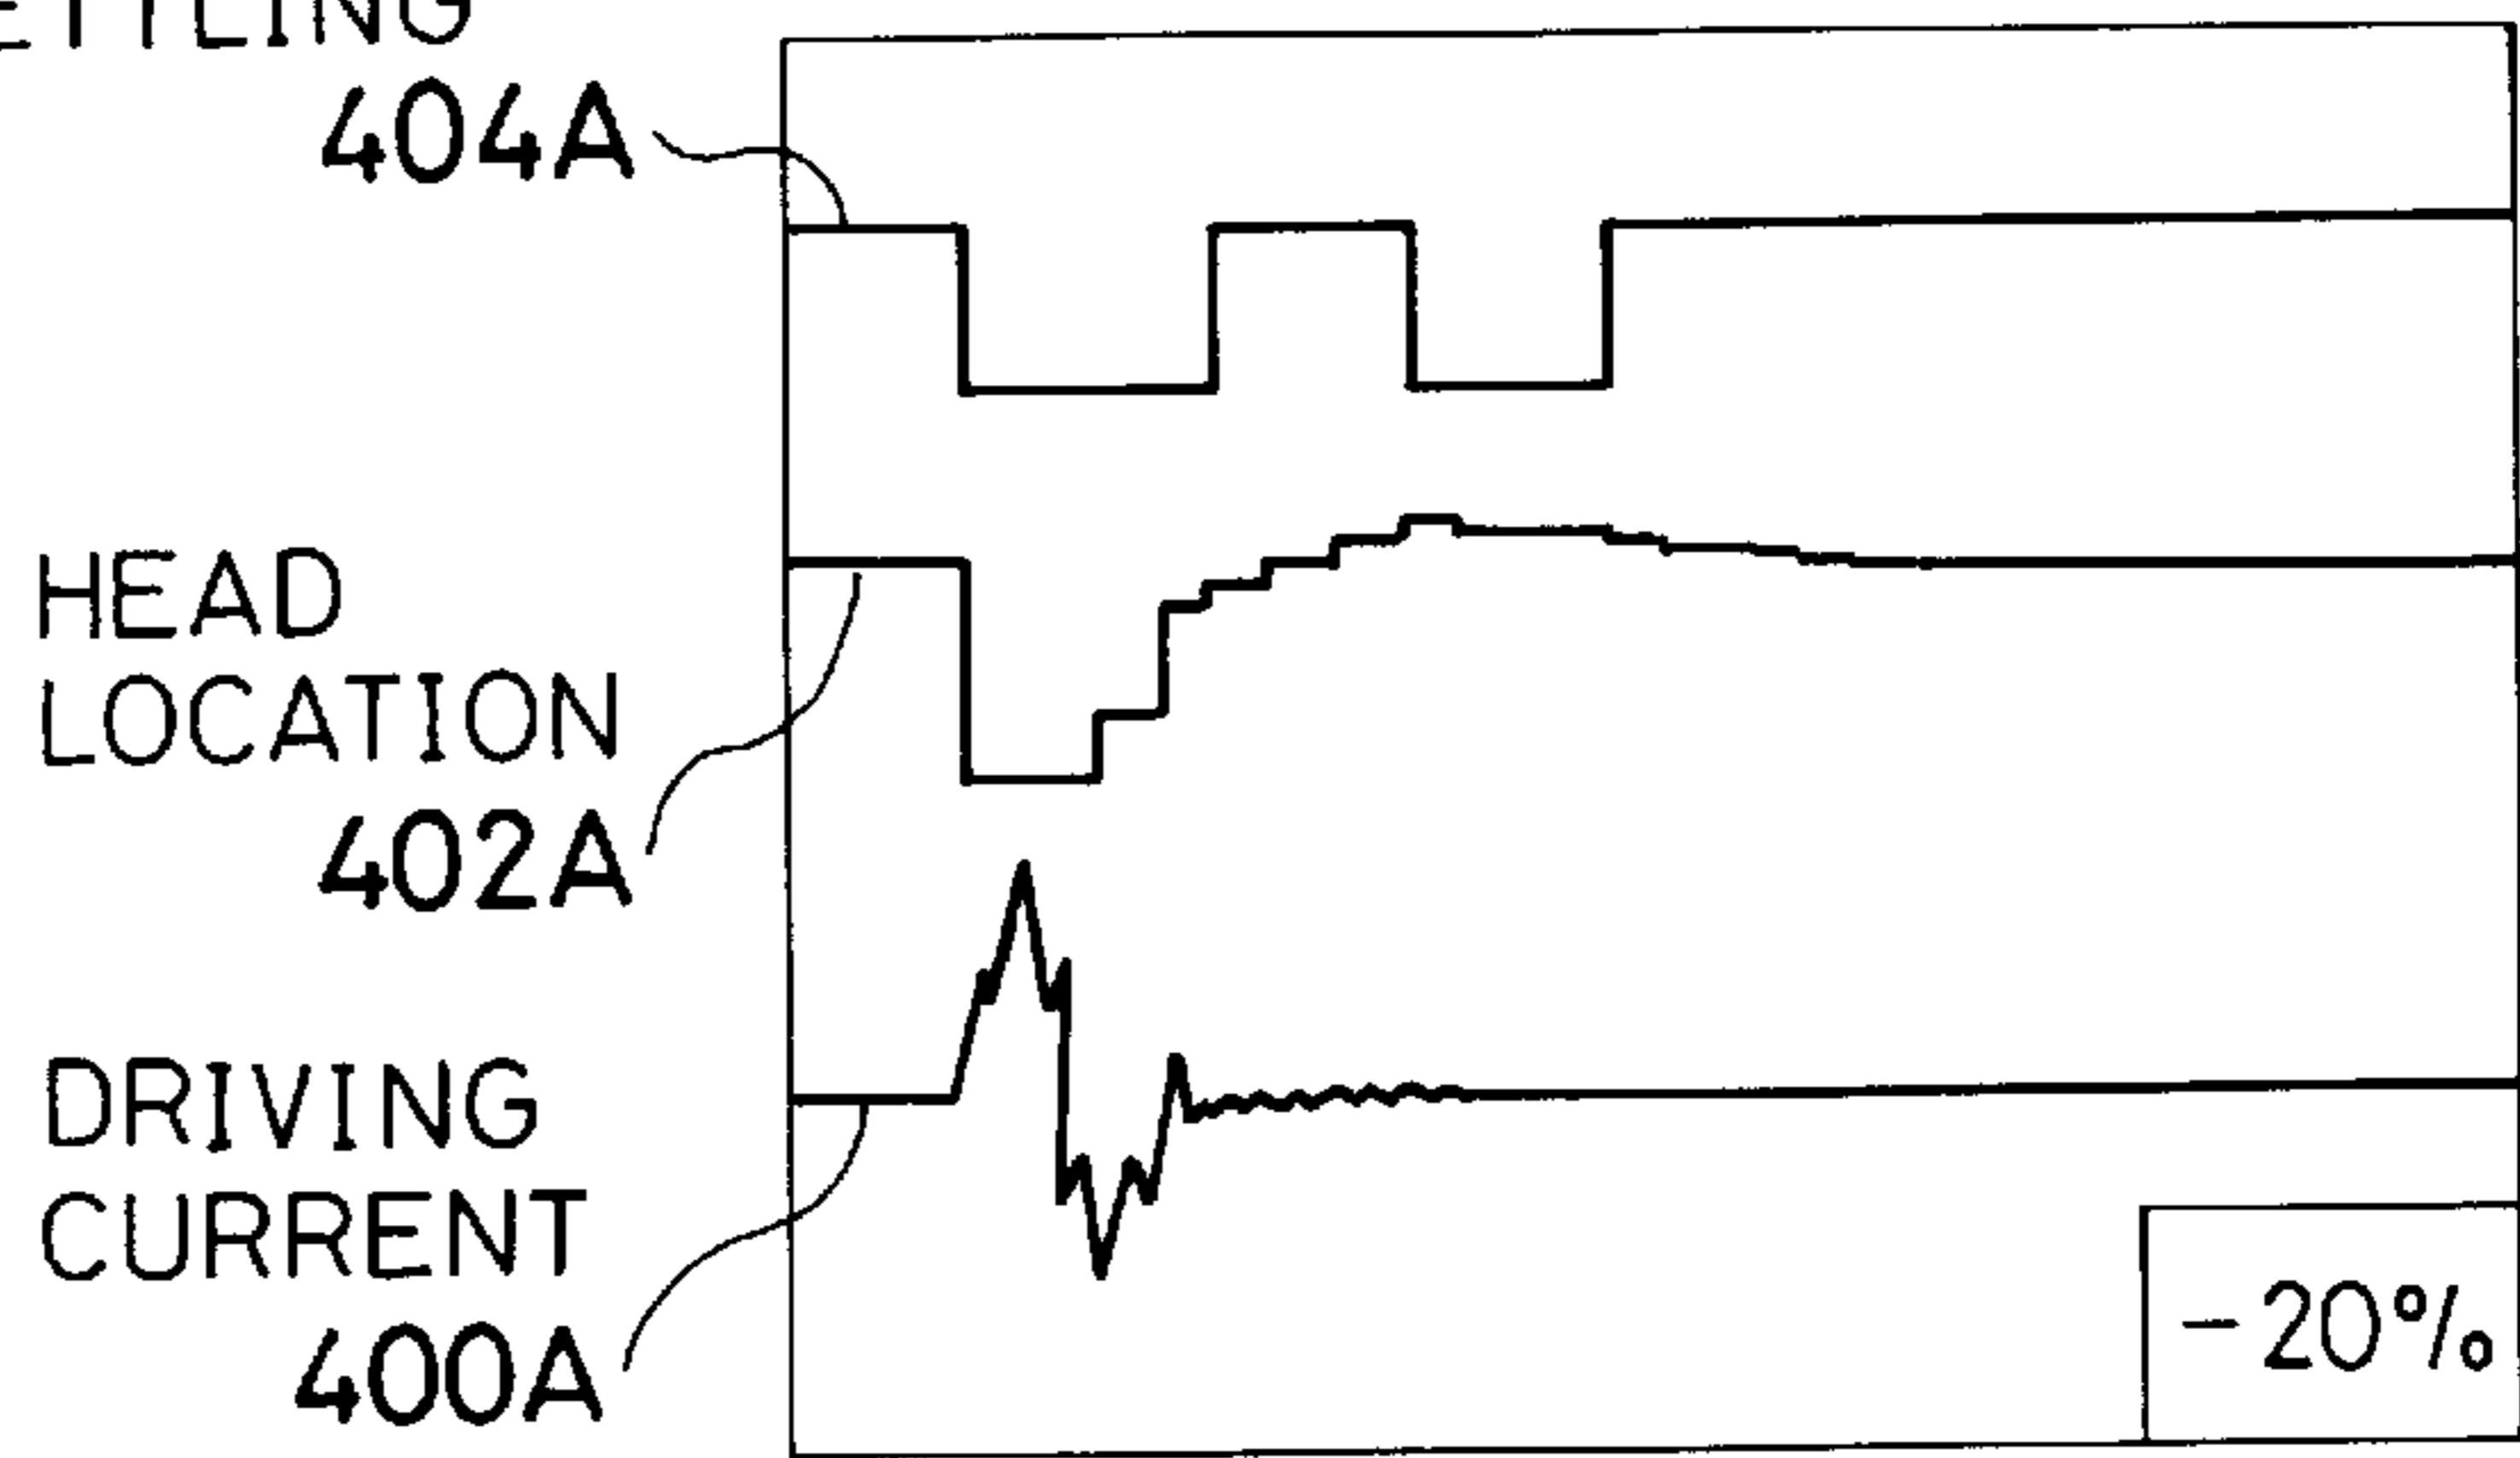 404A
HEAD
LOCATION
402A
DRIVING
CURRENT
400A
-20%